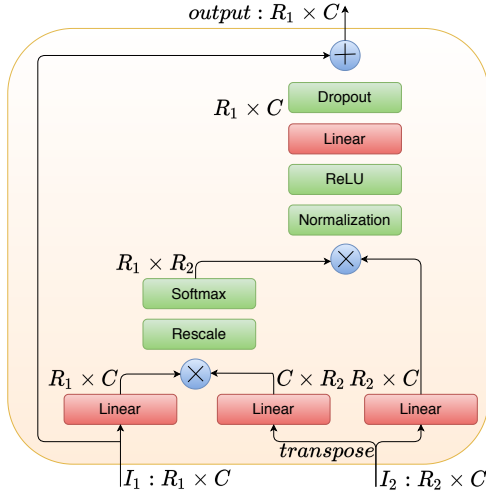 output : R₁ × C
+
Dropout
R₁ × C
Linear
ReLU
Normalization
R₁ × R₂
×
Softmax
Rescale
×
R₁ × C
C × R₂
R₂ × C
Linear
Linear
Linear
transpose
I₁ : R₁ × C
I₂ : R₂ × C